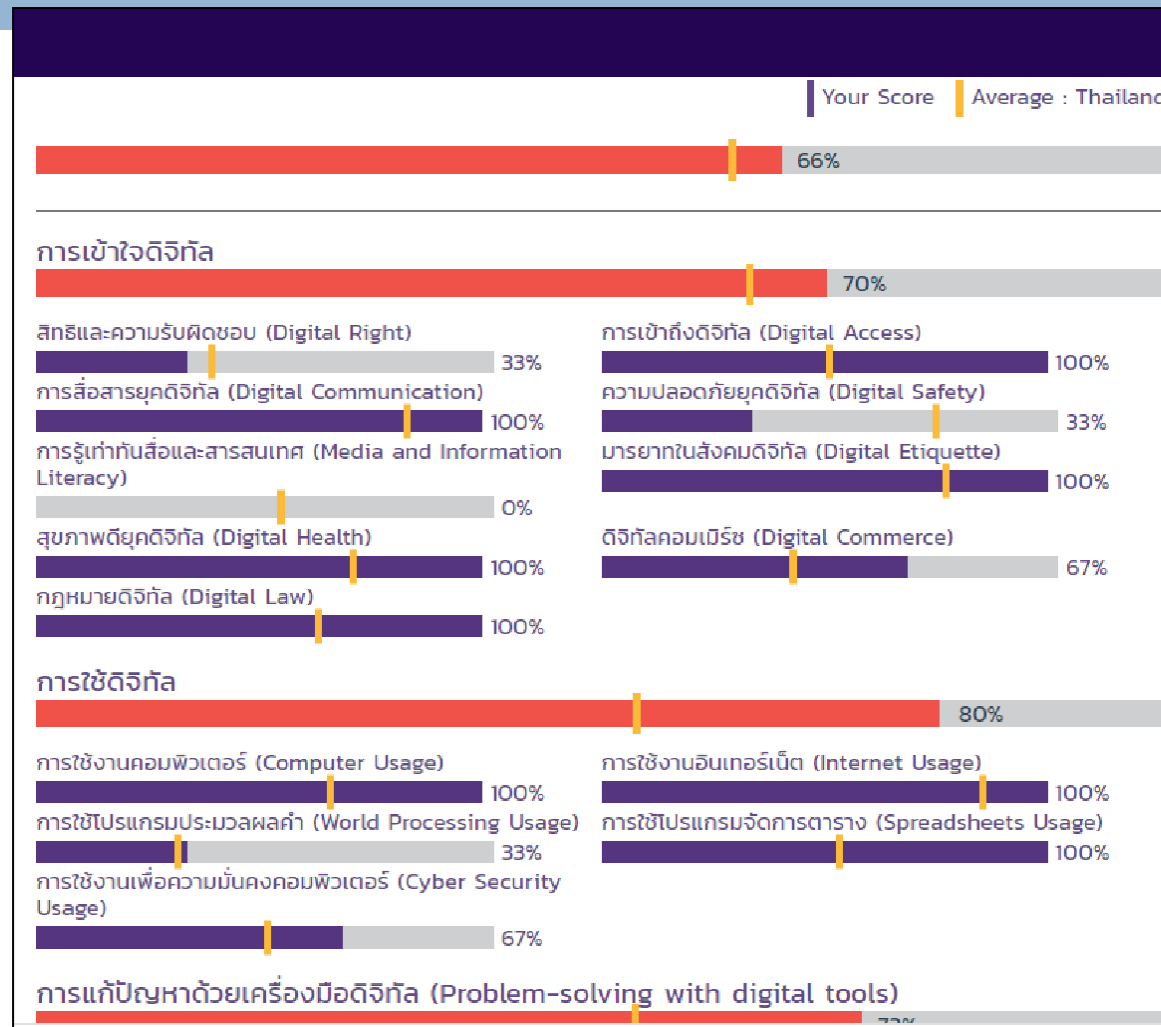 Your Score Average : Thailand
66%
การเข้าใจดิจิทัล
70%
สิทธิและความรับผิดชอบ (Digital Right)
33%
การเข้าถึงดิจิทัล (Digital Access)
100%
การสื่อสารยุคดิจิทัล (Digital Communication)
100%
ความปลอดภัยยุคดิจิทัล (Digital Safety)
33%
การรู้เท่าทันสื่อและสารสนเทศ (Media and Information
Literacy)
0%
มารยาทในสังคมดิจิทัล (Digital Etiquette)
100%
สุขภาพดียุคดิจิทัล (Digital Health)
100%
ดิจิทัลคอมเมิร์ซ (Digital Commerce)
67%
กฎหมายดิจิทัล (Digital Law)
100%
การใช้ดิจิทัล
80%
การใช้งานคอมพิวเตอร์ (Computer Usage)
100%
การใช้งานอินเทอร์เน็ต (Internet Usage)
100%
การใช้โปรแกรมประมวลผลคำ (World Processing Usage)
33%
การใช้โปรแกรมจัดการตาราง (Spreadsheets Usage)
100%
การใช้งานเพื่อความมั่นคงคอมพิวเตอร์ (Cyber Security
Usage)
67%
การแก้ปัญหาด้วยเครื่องมือดิจิทัล (Problem-solving with digital tools)